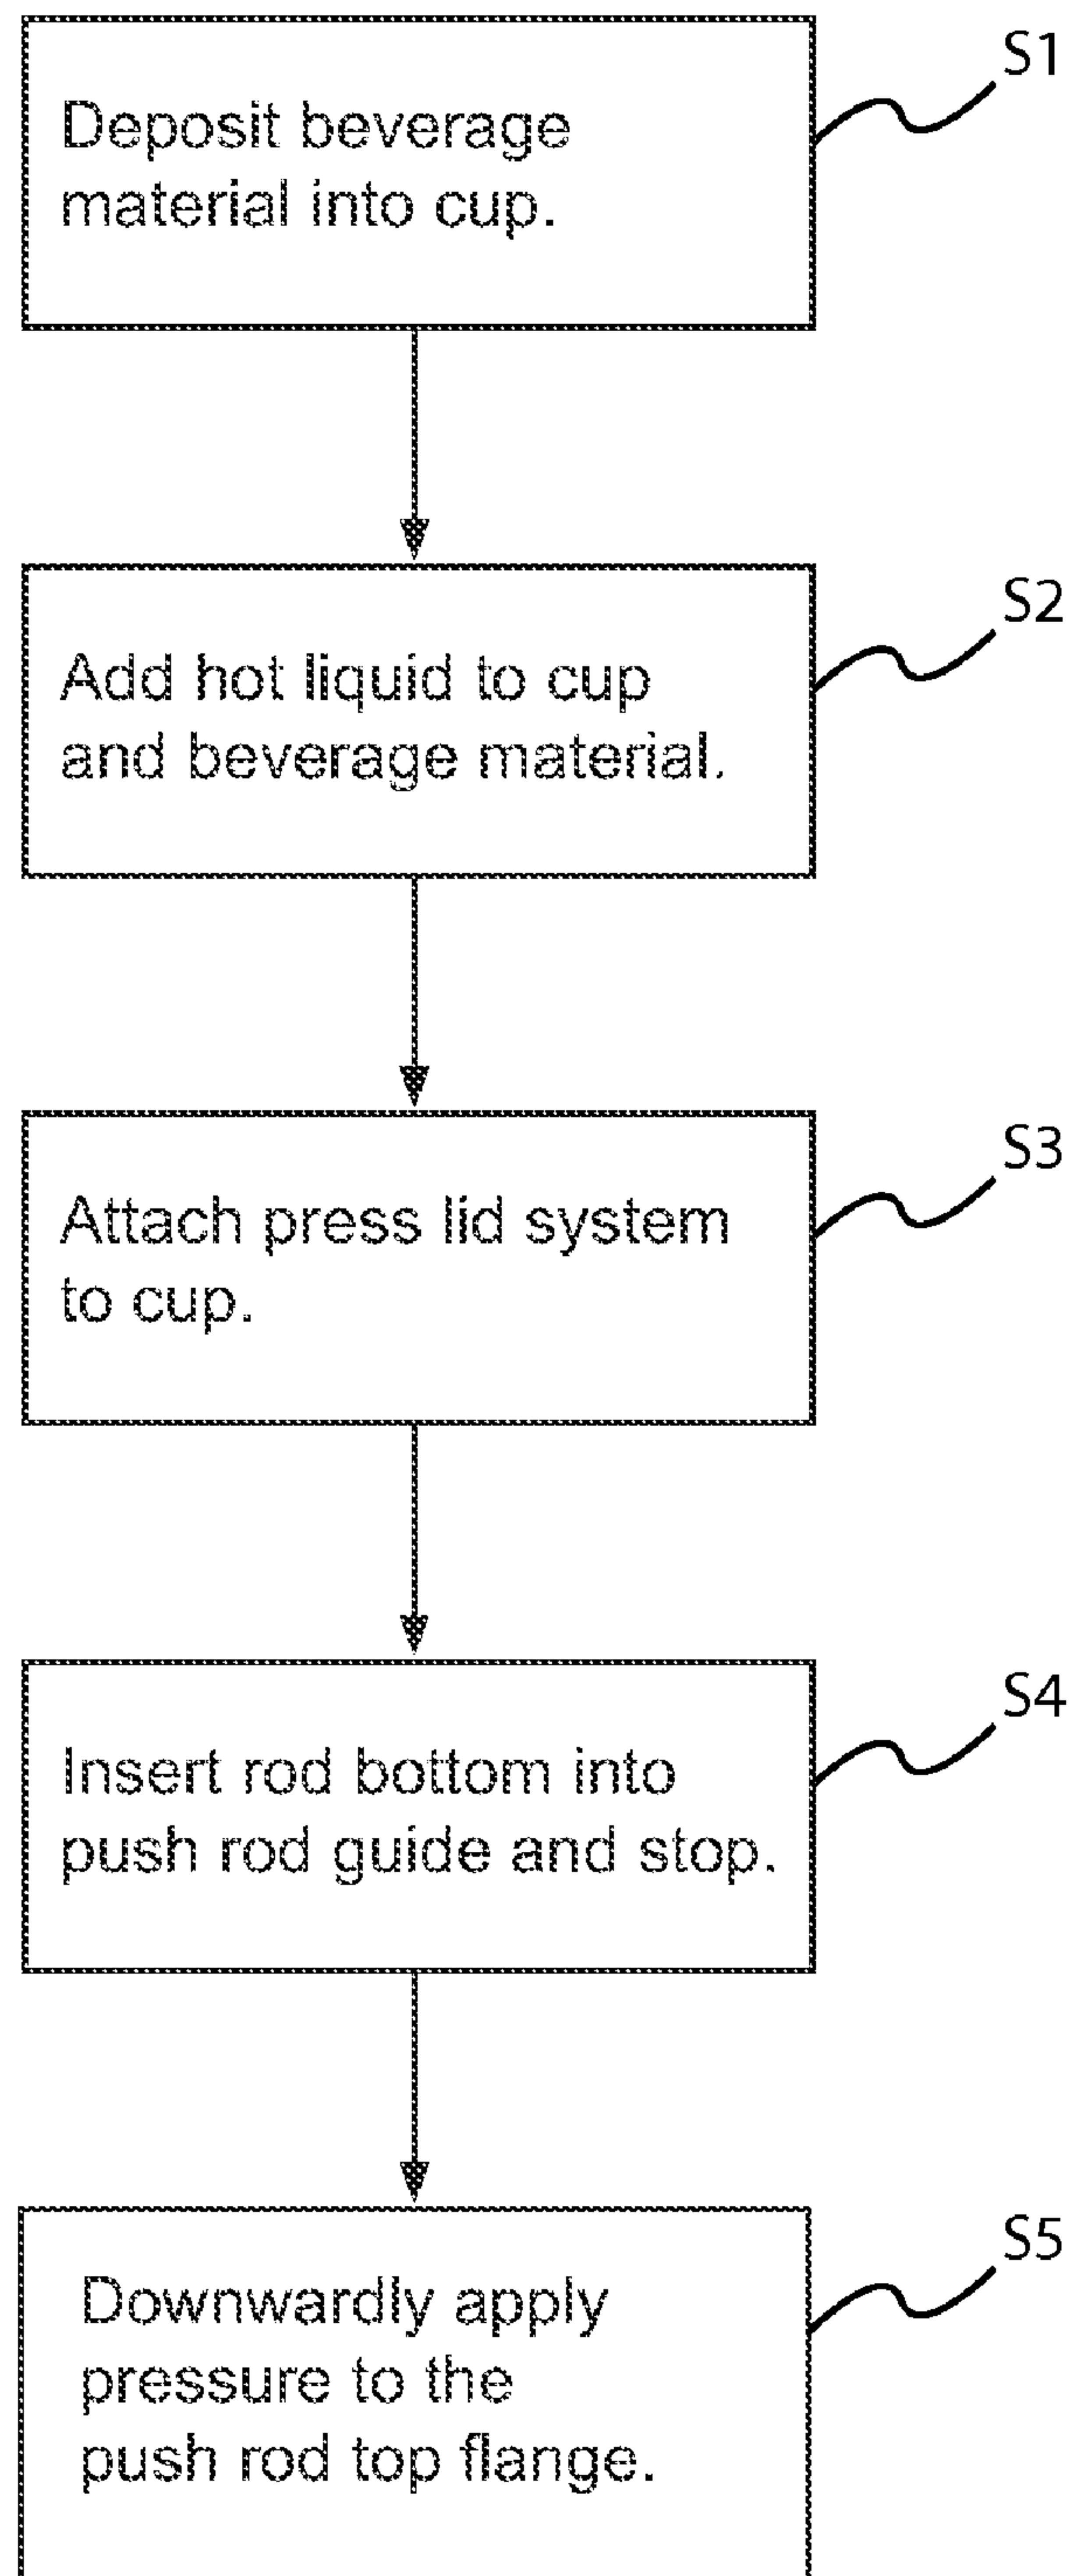 S1
Deposit beverage
material into cup.
S2
Add hot liquid to cup
and beverage material.
S3
Attach press lid system
to cup.
S4
Insert rod bottom into
push rod guide and stop.
S5
Downwardly apply
pressure to the
push rod top flange.